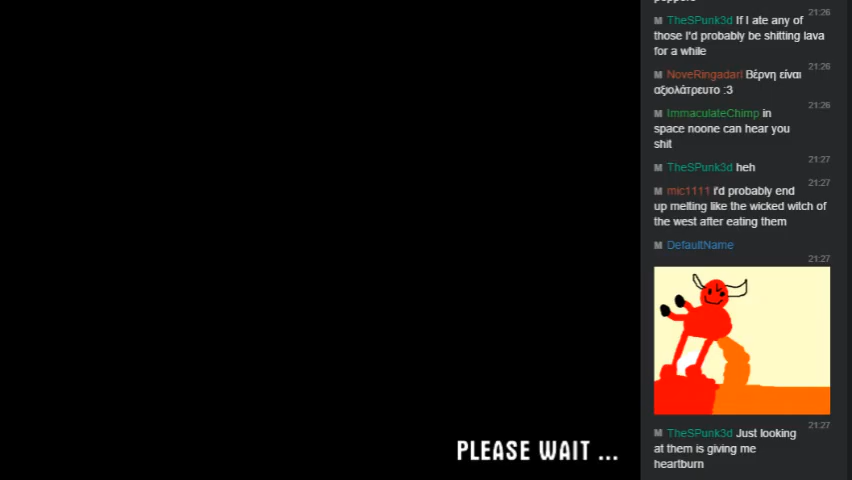 TheSPunk3d If I ate any of 21:26
those I'd probably be shitting lava
for a while
NoveRingadarl Βέρνη είναι 21:26
αξιολάτρευτο :3
ImmaculateChimp in 21:26
space noone can hear you
shit
TheSPunk3d heh 21:27
mic1111 i'd probably end 21:27
up melting like the wicked witch of
the west after eating them
DefaultName
21:27
TheSPunk3d Just looking 21:27
at them is giving me
heartburn
PLEASE WAIT ...